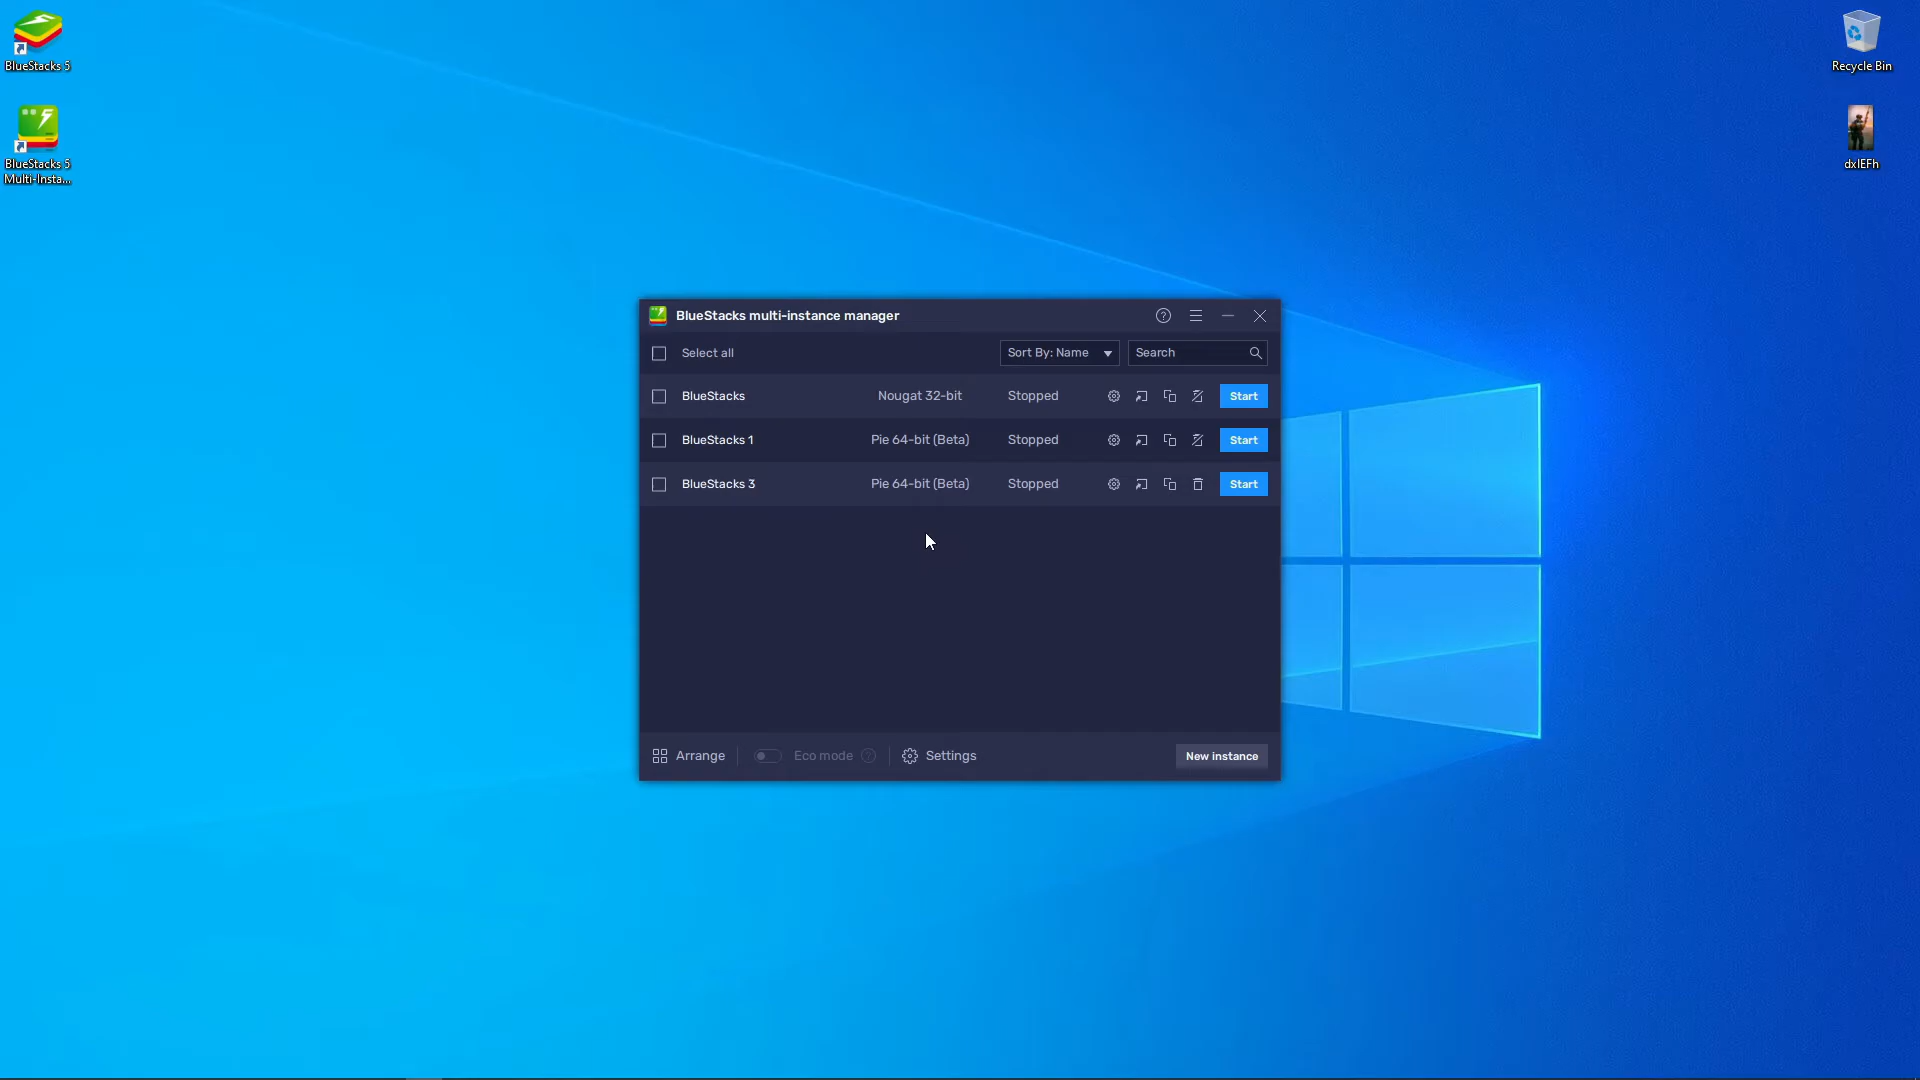 BlueStacks 5
BlueStacks 5
Multi-Insta...
Recycle Bin
dxIEFh
BlueStacks multi-instance manager
Select all
Sort By: Name
Search
BlueStacks Nougat 32-bit Stopped Start
BlueStacks 1 Pie 64-bit (Beta) Stopped Start
BlueStacks 3 Pie 64-bit (Beta) Stopped Start
Arrange Eco mode Settings New instance